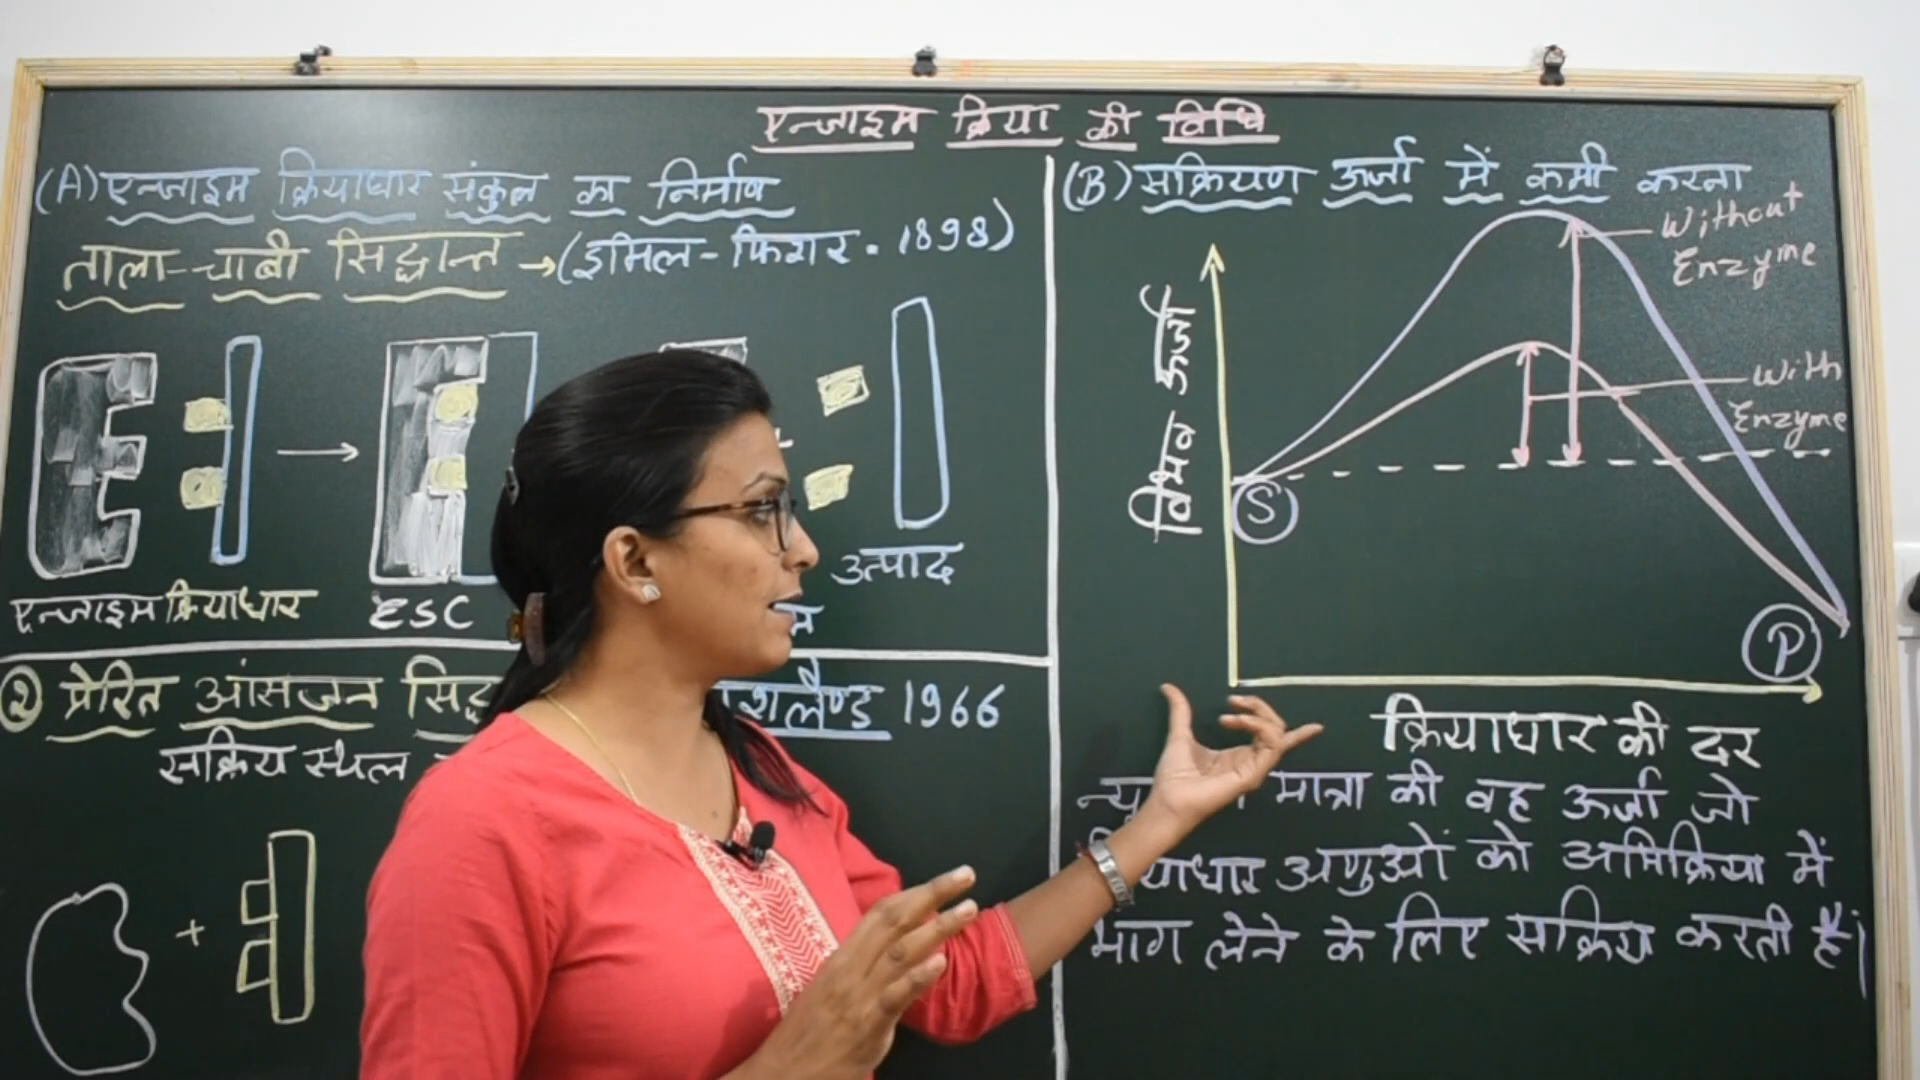 एन्जाइम क्रिया की विधि
(A) एन्जाइम क्रियाधार संकुल का निर्माण
ताला-चाबी सिद्धान्त → (इमिल-फिशर - 1898)
एन्जाइम क्रियाधार
ESC
उत्पाद
② प्रेरित आंसजन 1966
सक्रिय स्थल
+
(B) सक्रियण ऊर्जा में कमी करना
Without
Enzyme
With
Enzyme
ऊर्जा
S
P
क्रियाधार की दर
मात्रा की वह ऊर्जा जो
अणुओं को अभिक्रिया में
भाग लेने के लिए सक्रिय करती है।